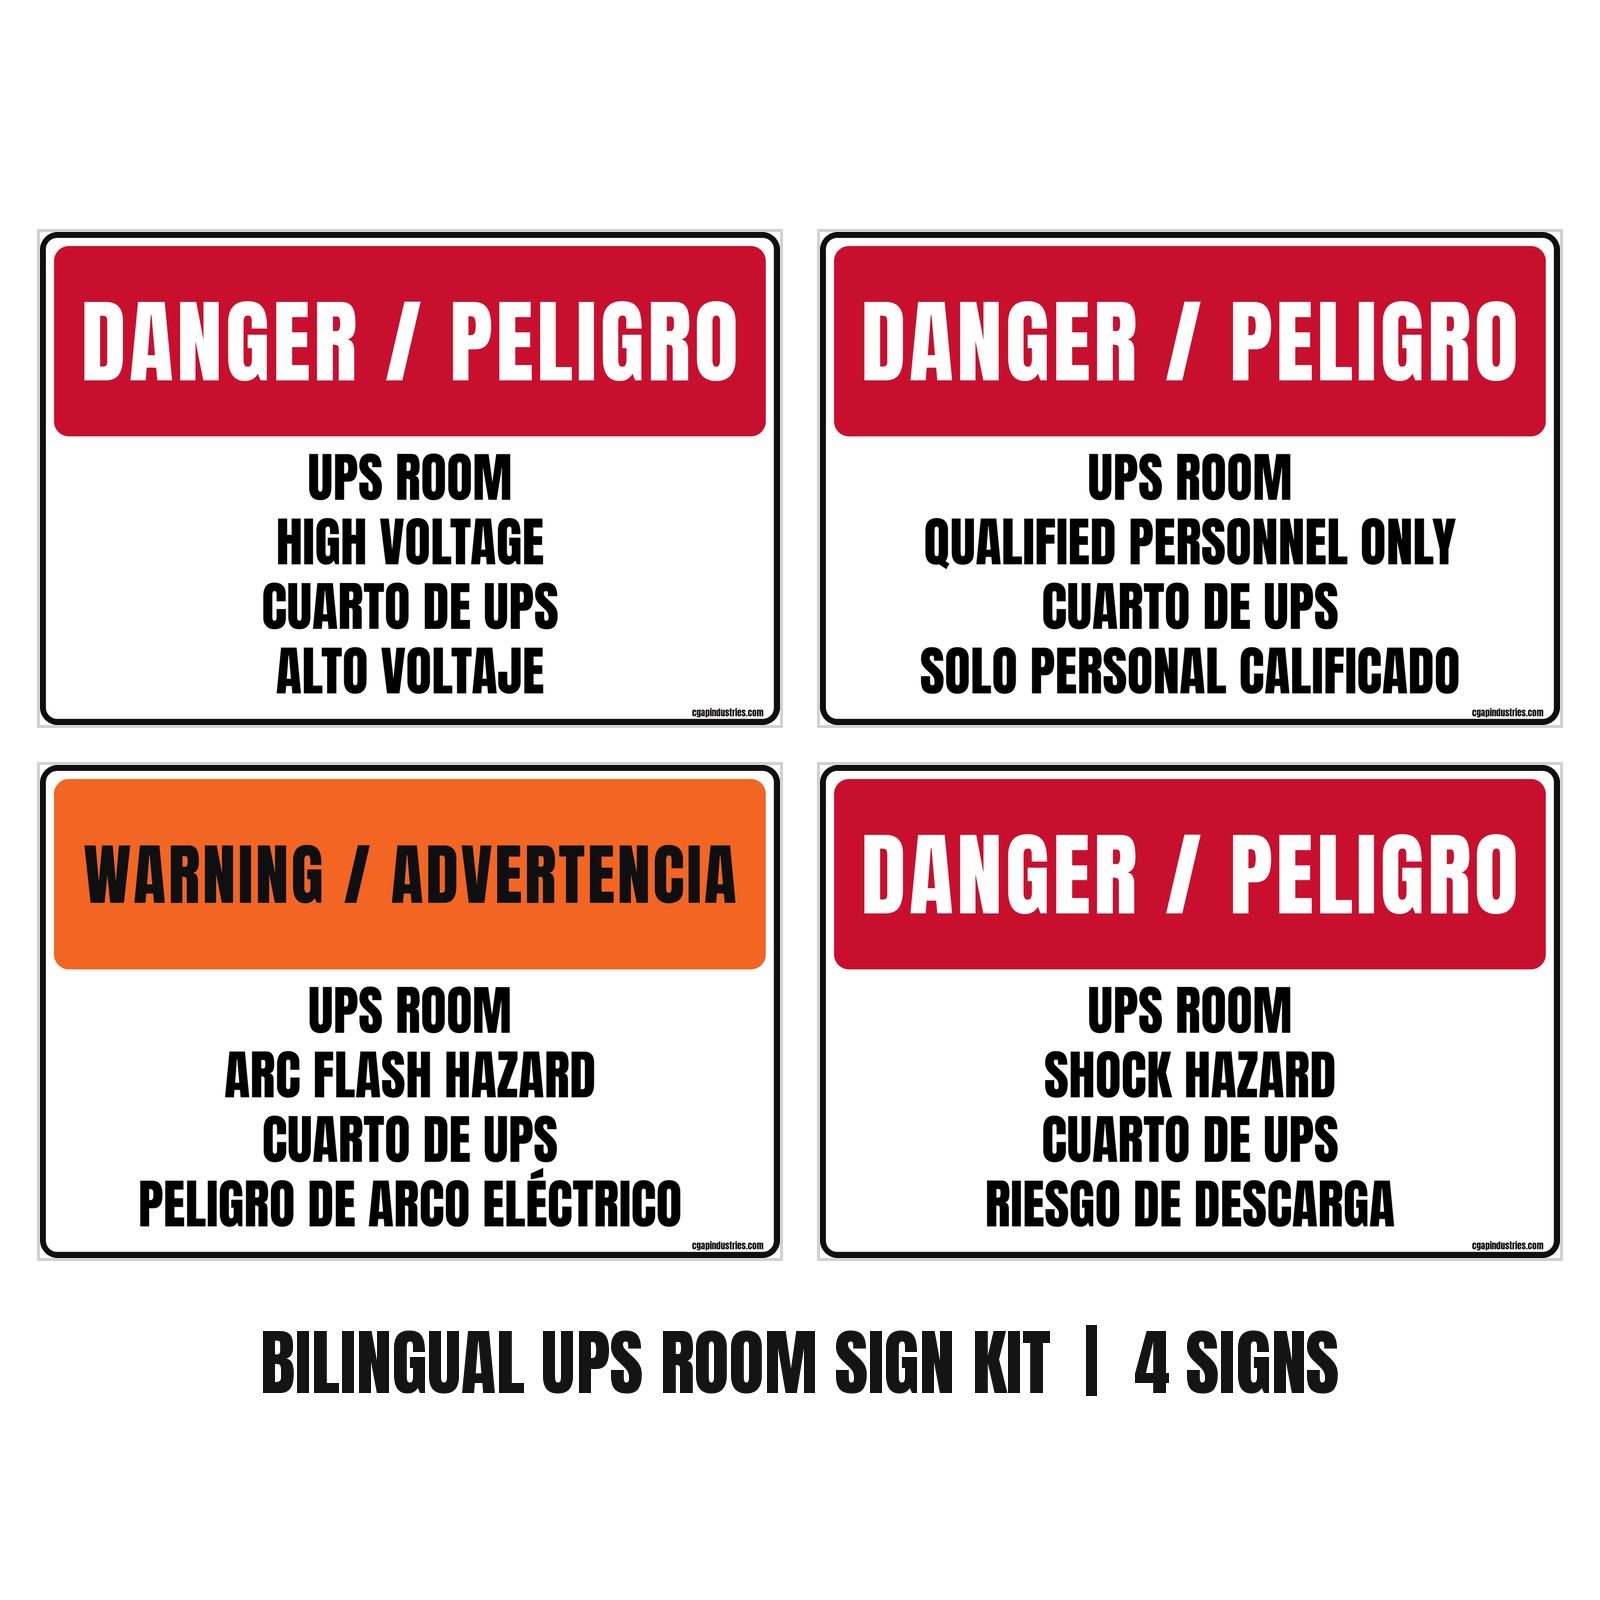 DANGER / PELIGRO
UPS ROOM
HIGH VOLTAGE
CUARTO DE UPS
ALTO VOLTAJE
cgapindustries.com
DANGER / PELIGRO
UPS ROOM
QUALIFIED PERSONNEL ONLY
CUARTO DE UPS
SOLO PERSONAL CALIFICADO
cgapindustries.com
WARNING / ADVERTENCIA
UPS ROOM
ARC FLASH HAZARD
CUARTO DE UPS
PELIGRO DE ARCO ELÉCTRICO
cgapindustries.com
DANGER / PELIGRO
UPS ROOM
SHOCK HAZARD
CUARTO DE UPS
RIESGO DE DESCARGA
cgapindustries.com
BILINGUAL UPS ROOM SIGN KIT | 4 SIGNS